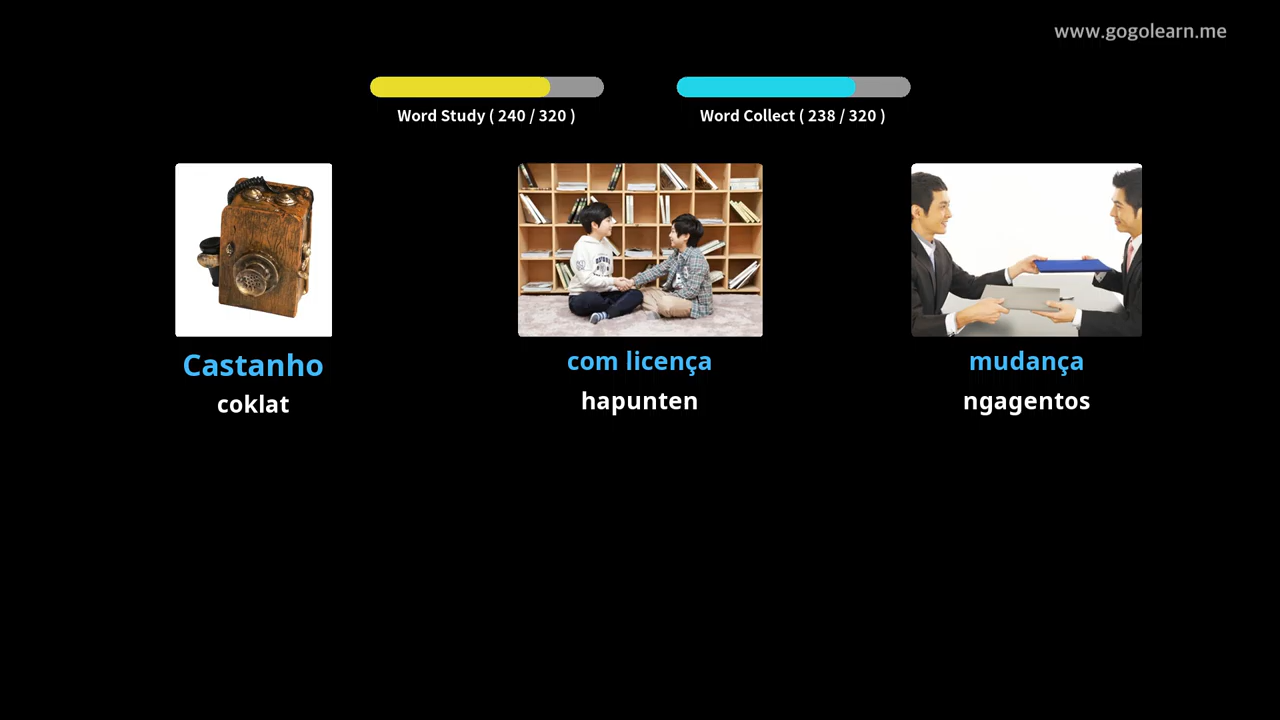 www.gogolearn.me
Word Study ( 240 / 320 )
Word Collect ( 238 / 320 )
Castanho
coklat
com licença
hapunten
mudança
ngagentos